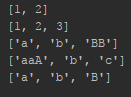 [1, 2]
[1, 2, 3]
['a', 'b', 'BB']
['aaA', 'b', 'c']
['a', 'b', 'B']